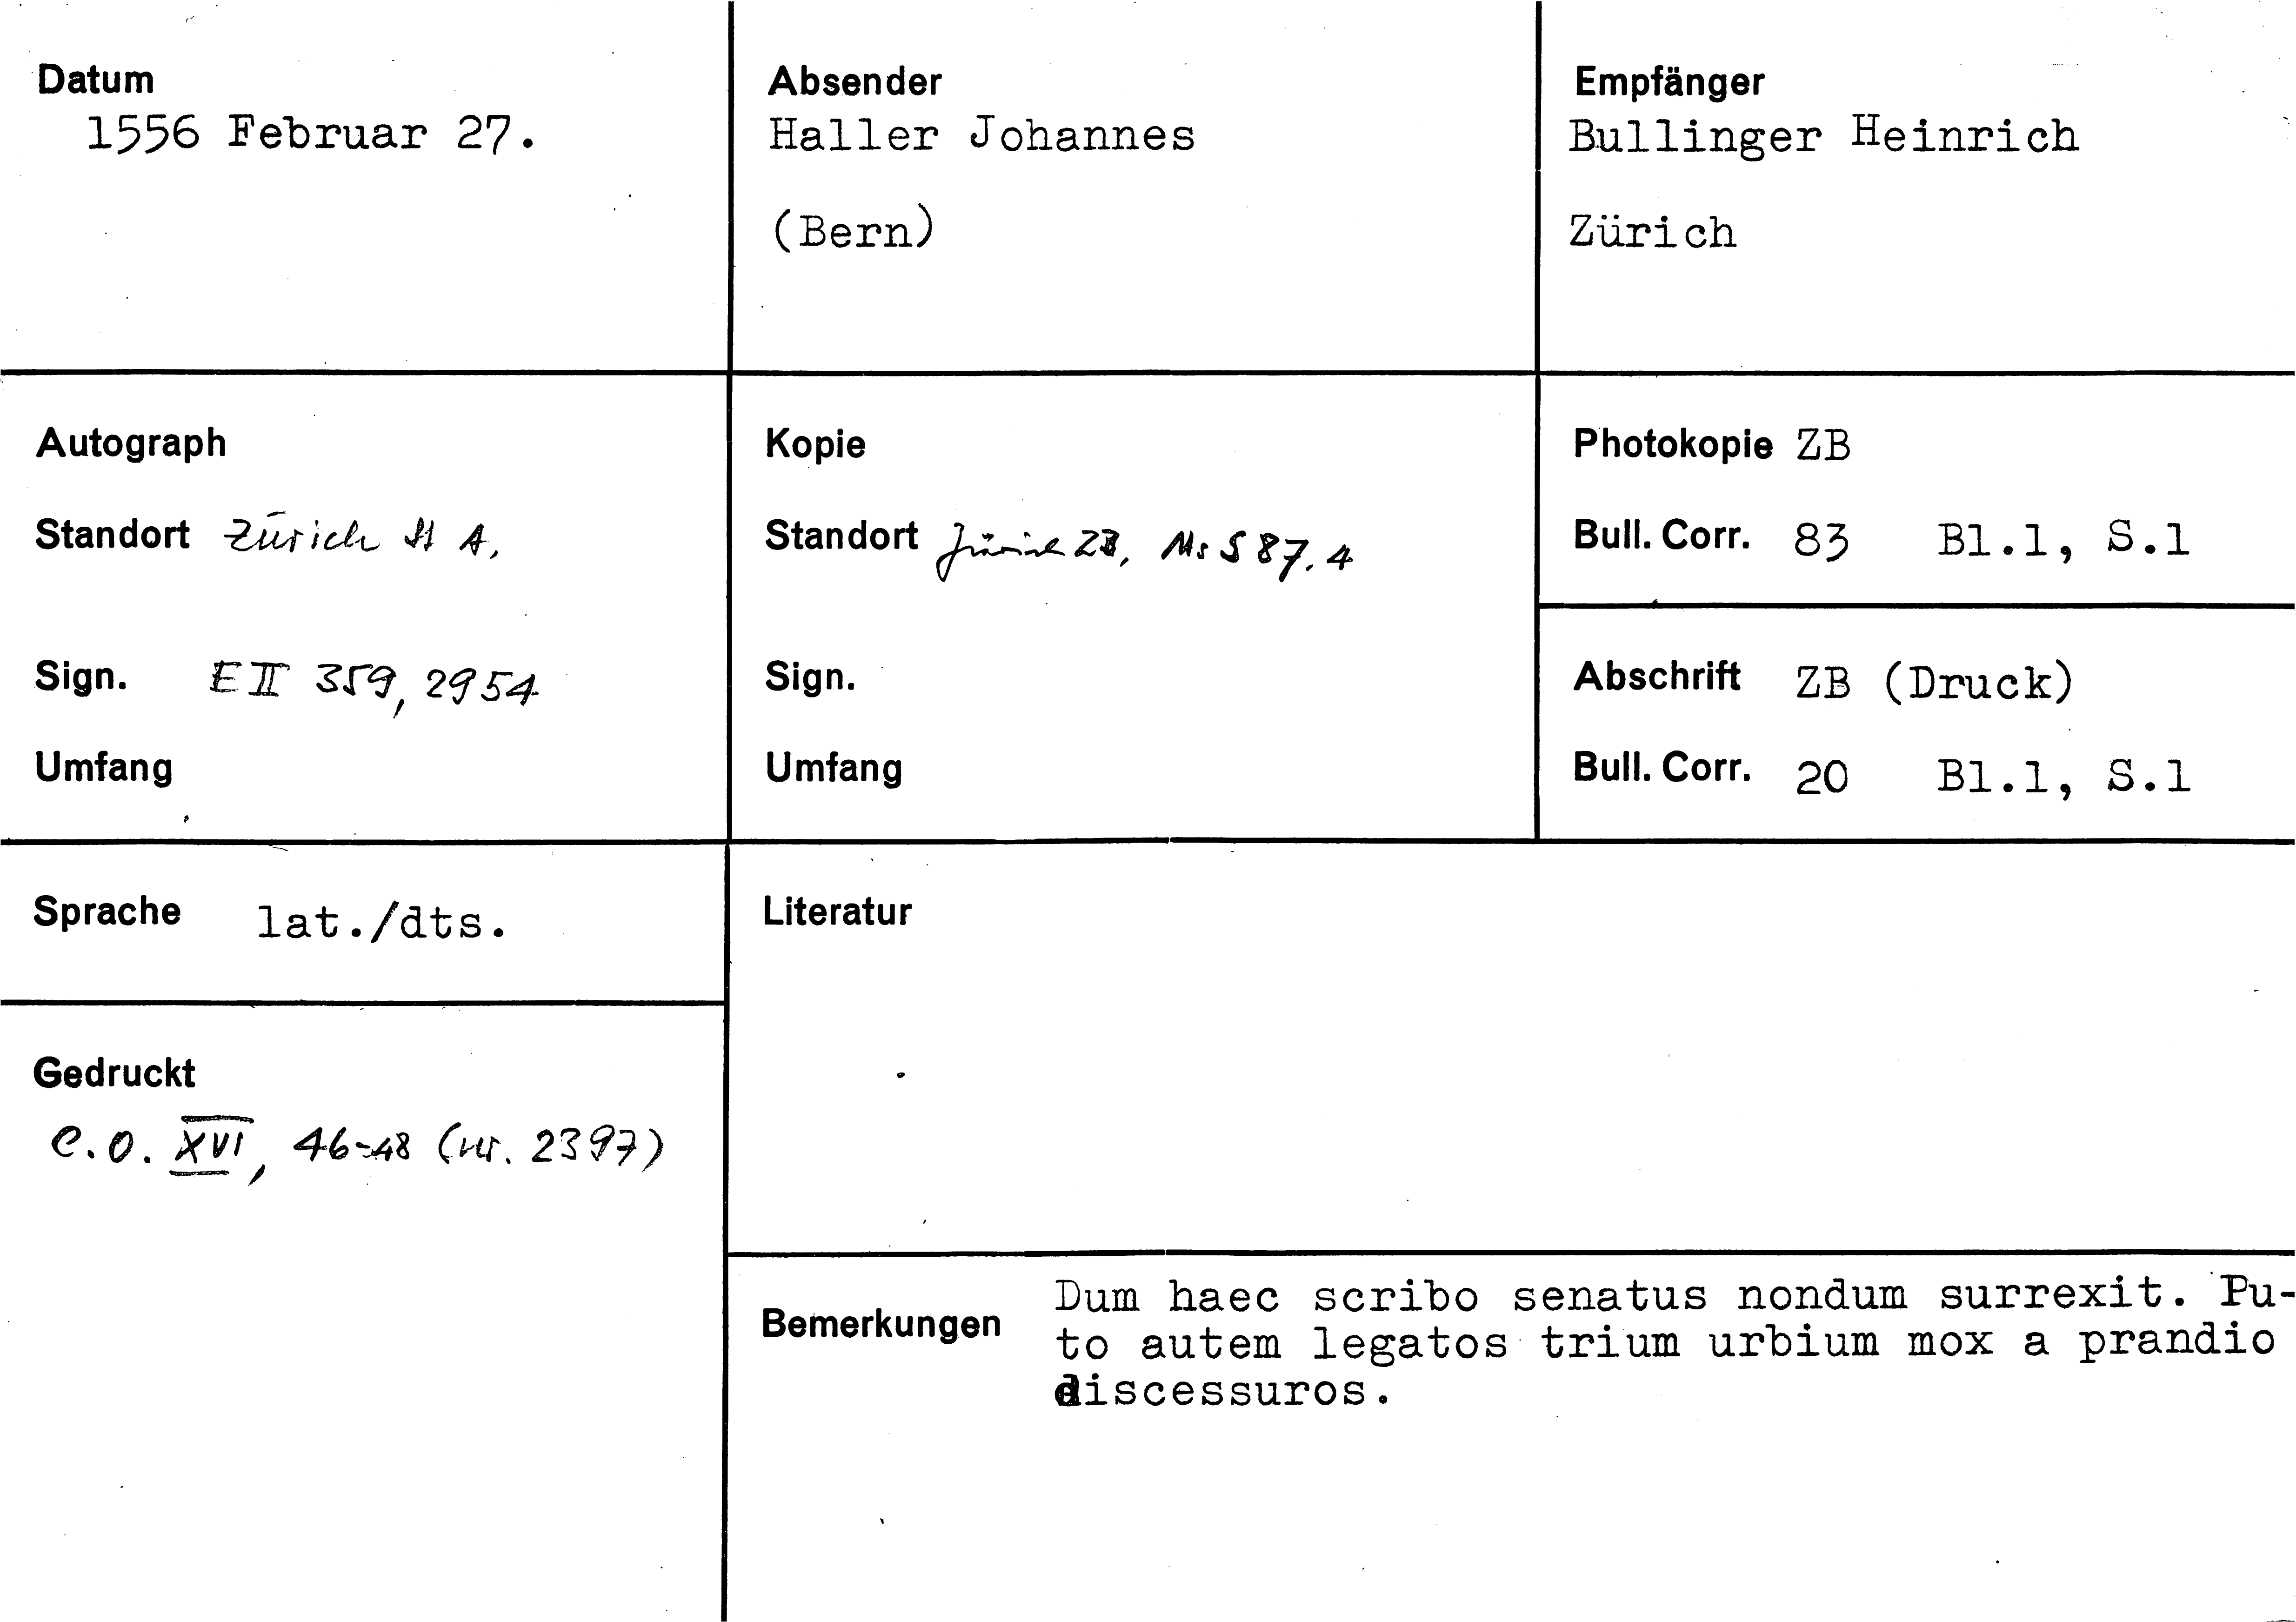 Datum
1556 Februar 27.
Absender
Haller Johannes
(Bern)
Empfänger
Bullinger Heinrich
Zürich
Autograph
Standort Zürich StA.
Sign. E II 359, 2954
Umfang
Kopie
Standort Zürich ZB, Ms S 87.4
Sign.
Umfang
Photokopie ZB
Bull. Corr. 83 Bl.1, S.1
Abschrift ZB (Druck)
Bull. Corr. 20 Bl.1, S.1
Sprache lat./dts.
Gedruckt
C.O. XVI, 46-48 (nr. 2397)
Literatur
Bemerkungen
Dum haec scribo senatus nondum surrexit. Pu-
to autem legatos trium urbium mox a prandio
discessuros.